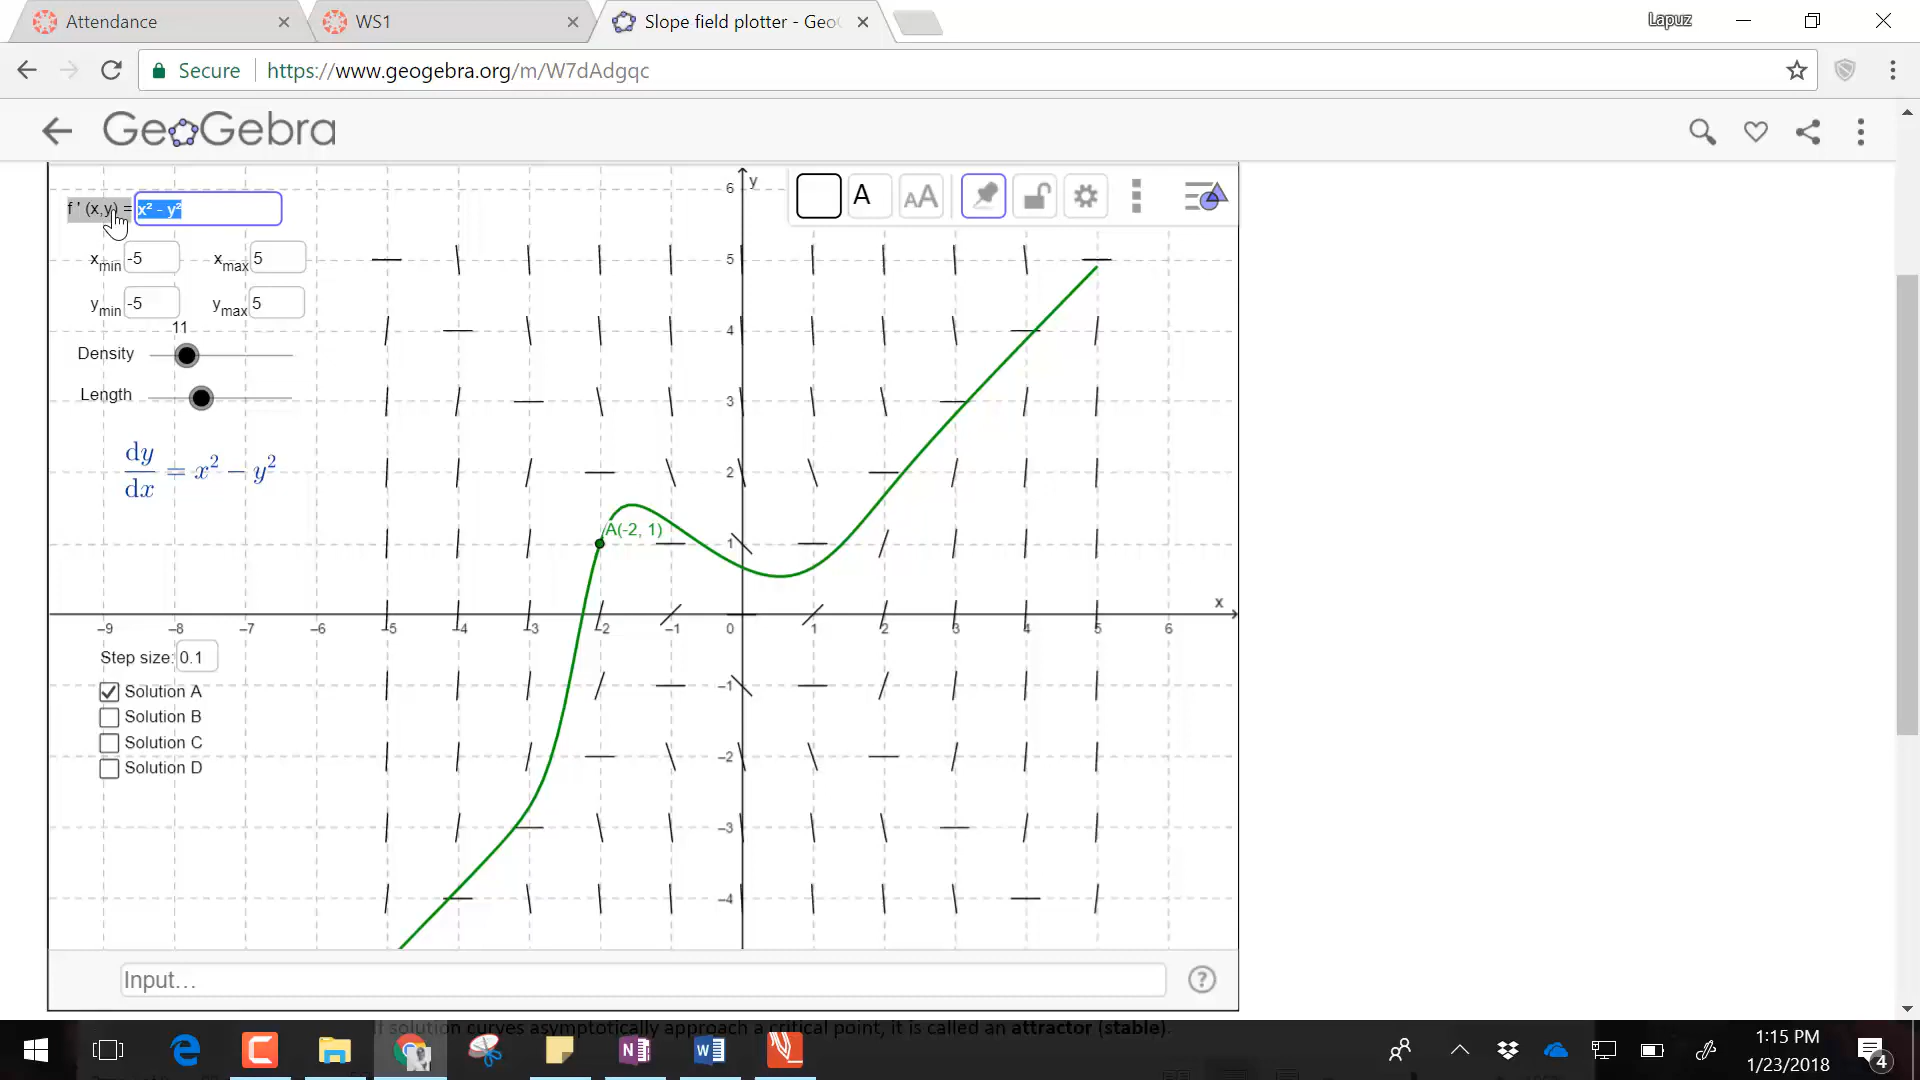 Attendance
WS1
Slope field plotter - Geo
Lapuz
Secure
https://www.geogebra.org/m/W7dAdgqc
GeoGebra
f ' (x,y) = x² - y²
xmin -5 xmax 5
ymin -5 ymax 5
11
Density
Length
dy/dx = x² − y²
A AA
y
6
5
4
3
2
1
A(-2, 1)
x
-9 -8 -7 -6 -5 -4 -3 -2 -1 0 1 2 3 4 5 6
-1
-2
-3
-4
Step size: 0.1
Solution A
Solution B
Solution C
Solution D
Input…
?
solution curves asymptotically approach a critical point, it is called an attractor (stable).
1:15 PM
1/23/2018
4